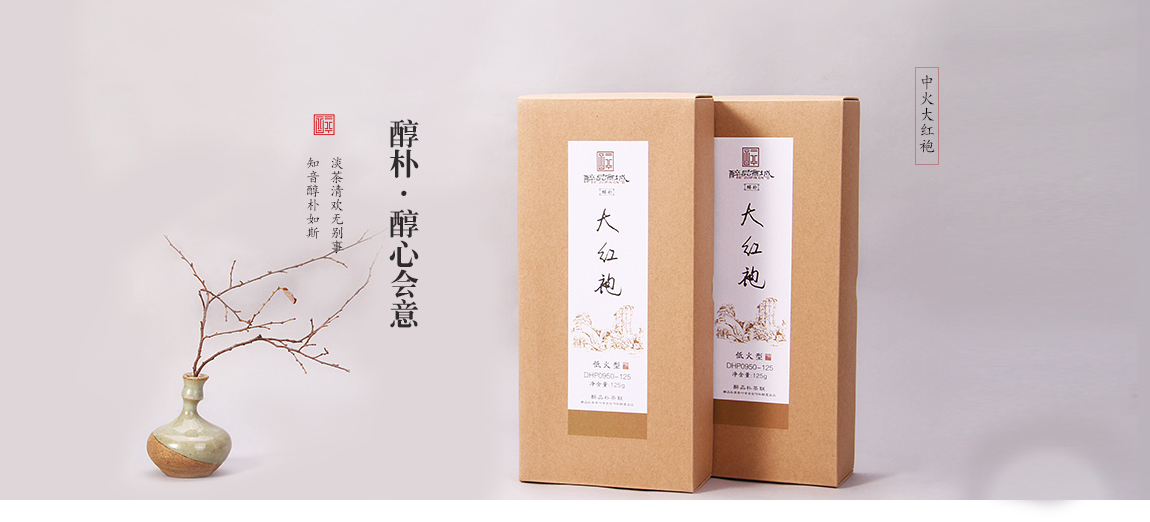 醇朴·醇心会意
淡茶清欢无别事
知音醇朴如斯
中火大红袍
大红袍
低火型
DHP0950-125
净含量:125g
大红袍
低火型
DHP0950-125
净含量:125g